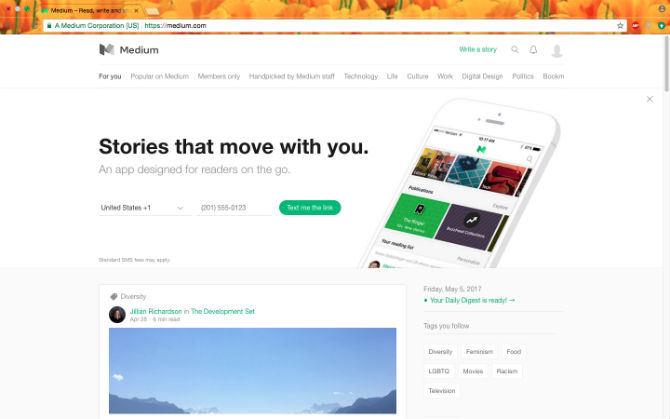 Medium – Read, write and sh
A Medium Corporation [US] https://medium.com
Medium
Write a story
For you Popular on Medium Members only Handpicked by Medium staff Technology Life Culture Work Digital Design Politics Bookm
Stories that move with you.
An app designed for readers on the go.
United States +1 (201) 555-0123 Text me the link
Standard SMS fees may apply.
Publications
Explore
The Ringer
BuzzFeed Collections
Your reading list
Personalize
Diversity
Jillian Richardson in The Development Set
Apr 28 · 5 min read
Friday, May 5, 2017
Your Daily Digest is ready! →
Tags you follow
Diversity Feminism Food
LGBTQ Movies Racism
Television